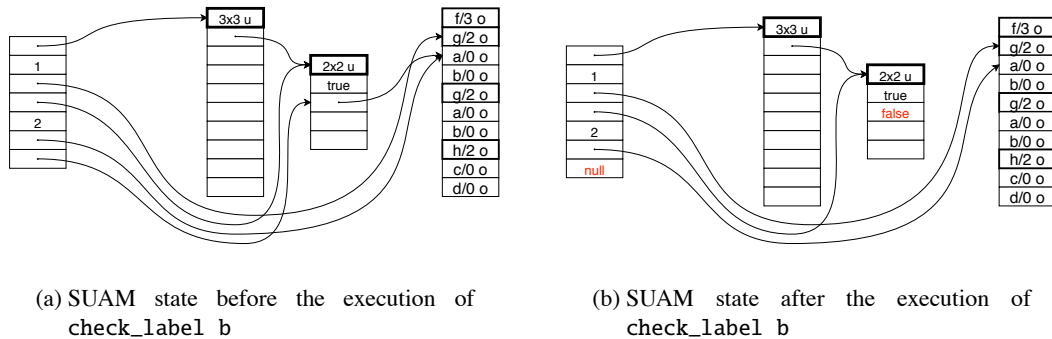 3x3 u
1
2
2x2 u
true
f/3 o
g/2 o
a/0 o
b/0 o
g/2 o
a/0 o
b/0 o
h/2 o
c/0 o
d/0 o
(a) SUAM state before the execution of
check_label b
3x3 u
1
2
null
2x2 u
true
false
f/3 o
g/2 o
a/0 o
b/0 o
g/2 o
a/0 o
b/0 o
h/2 o
c/0 o
d/0 o
(b) SUAM state after the execution of
check_label b